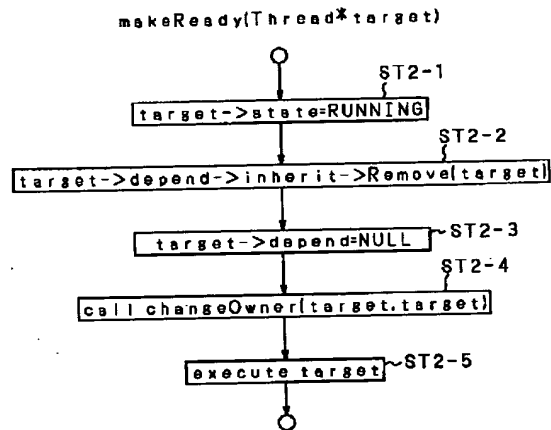 makeReady(Thread* target)
ST2-1
target->state=RUNNING
ST2-2
target->depend->inherit->Remove(target)
target->depend=NULL
ST2-3
ST2-4
call changeOwner(target.target)
execute target
ST2-5